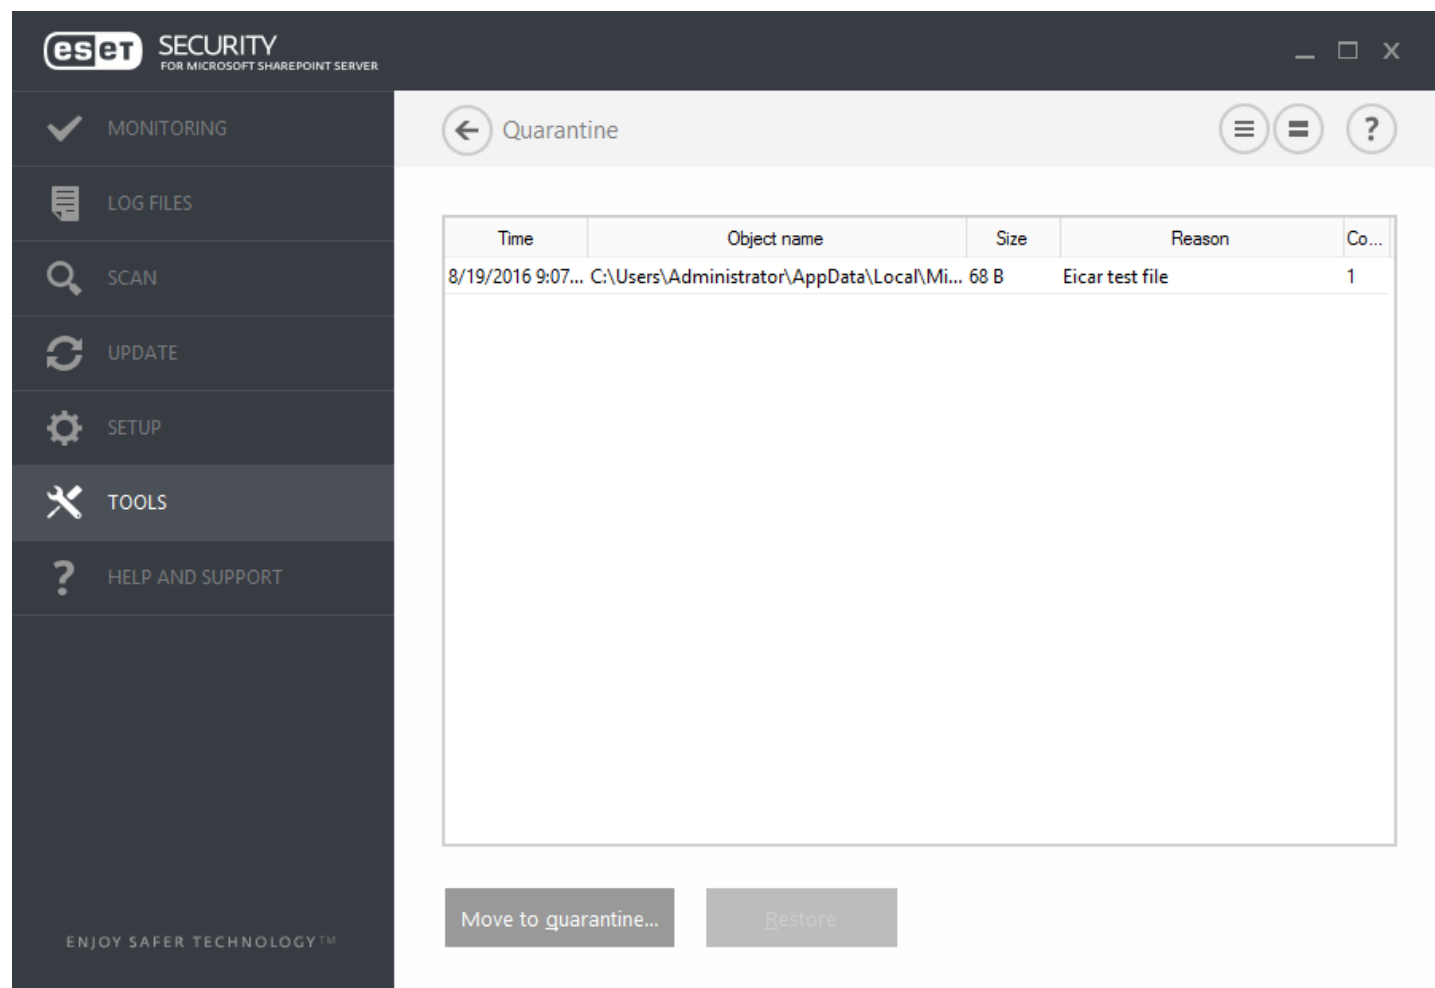 eset SECURITY
FOR MICROSOFT SHAREPOINT SERVER
MONITORING
LOG FILES
SCAN
UPDATE
SETUP
TOOLS
? HELP AND SUPPORT
ENJOY SAFER TECHNOLOGY™
Quarantine
?
Time Object name Size Reason Co...
8/19/2016 9:07... C:\Users\Administrator\AppData\Local\Mi... 68 B Eicar test file 1
Move to quarantine... Restore